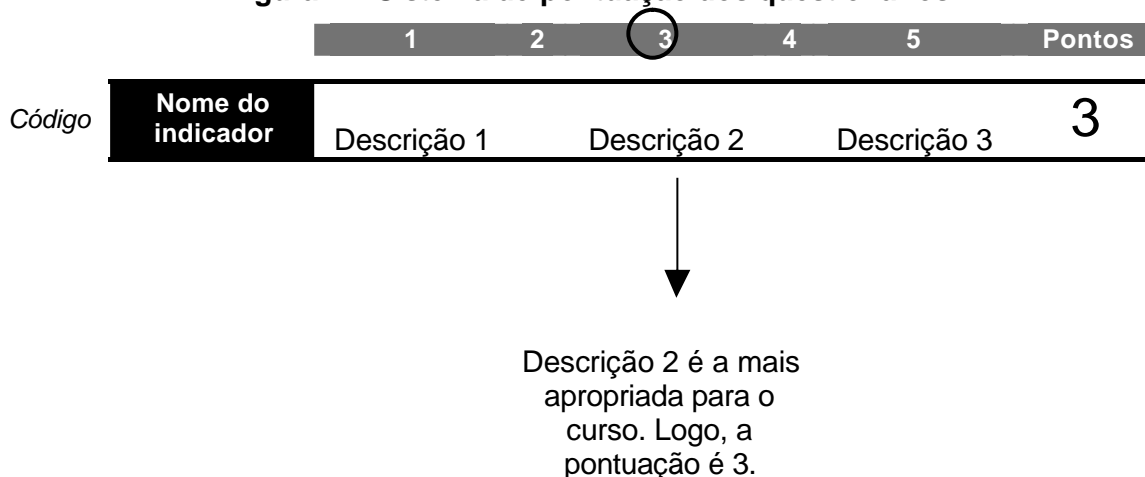 1 2 3 4 5 Pontos
Código
Nome do
indicador
Descrição 1 Descrição 2 Descrição 3
3
Descrição 2 é a mais
apropriada para o
curso. Logo, a
pontuação é 3.